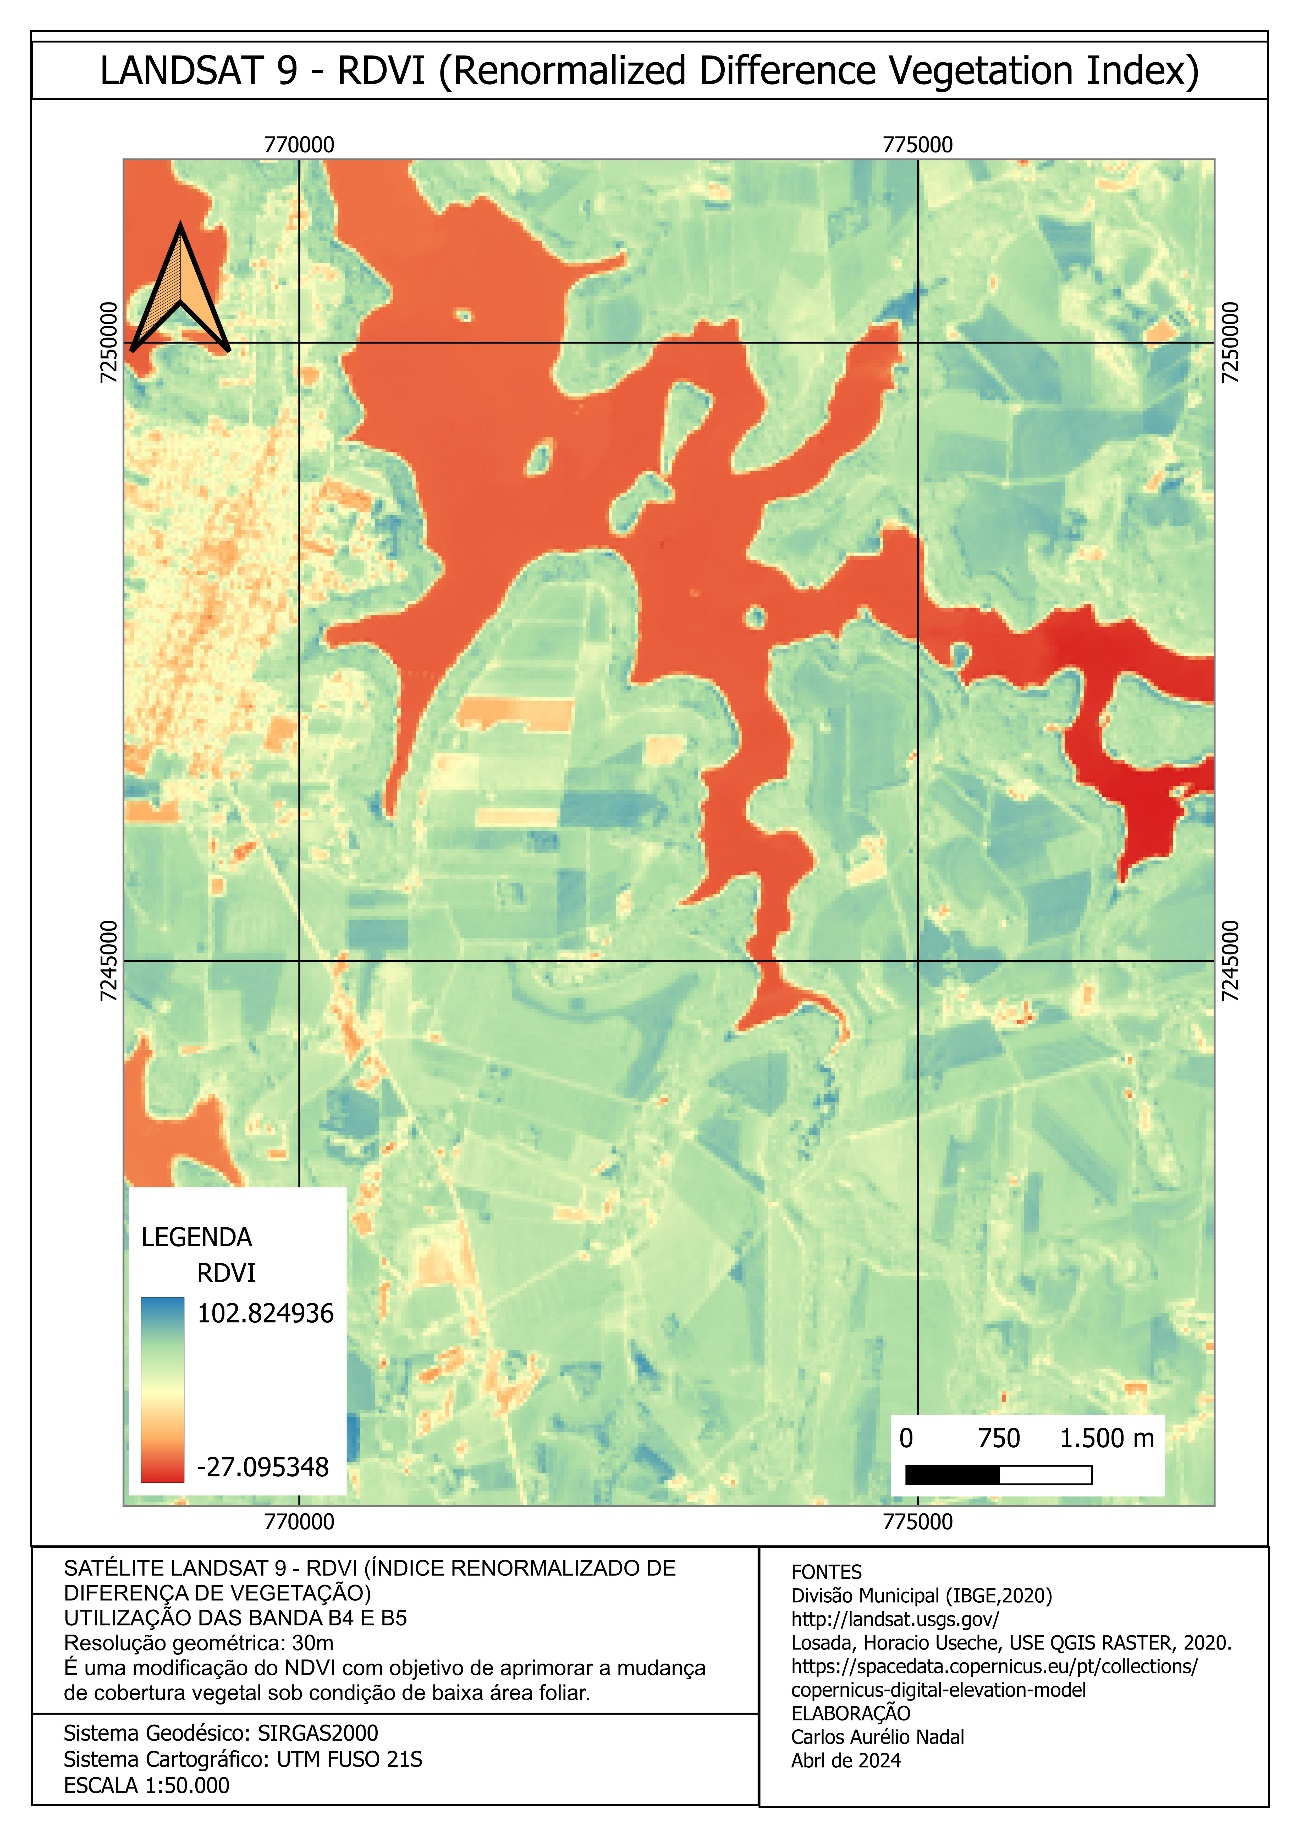 LANDSAT 9 - RDVI (Renormalized Difference Vegetation Index)
770000
775000
7250000
7250000
7245000
7245000
LEGENDA
RDVI
102.824936
-27.095348
0 750 1.500 m
770000
775000
SATÉLITE LANDSAT 9 - RDVI (ÍNDICE RENORMALIZADO DE
DIFERENÇA DE VEGETAÇÃO)
UTILIZAÇÃO DAS BANDA B4 E B5
Resolução geométrica: 30m
É uma modificação do NDVI com objetivo de aprimorar a mudança
de cobertura vegetal sob condição de baixa área foliar.
Sistema Geodésico: SIRGAS2000
Sistema Cartográfico: UTM FUSO 21S
ESCALA 1:50.000
FONTES
Divisão Municipal (IBGE,2020)
http://landsat.usgs.gov/
Losada, Horacio Useche, USE QGIS RASTER, 2020.
https://spacedata.copernicus.eu/pt/collections/
copernicus-digital-elevation-model
ELABORAÇÃO
Carlos Aurélio Nadal
Abrl de 2024